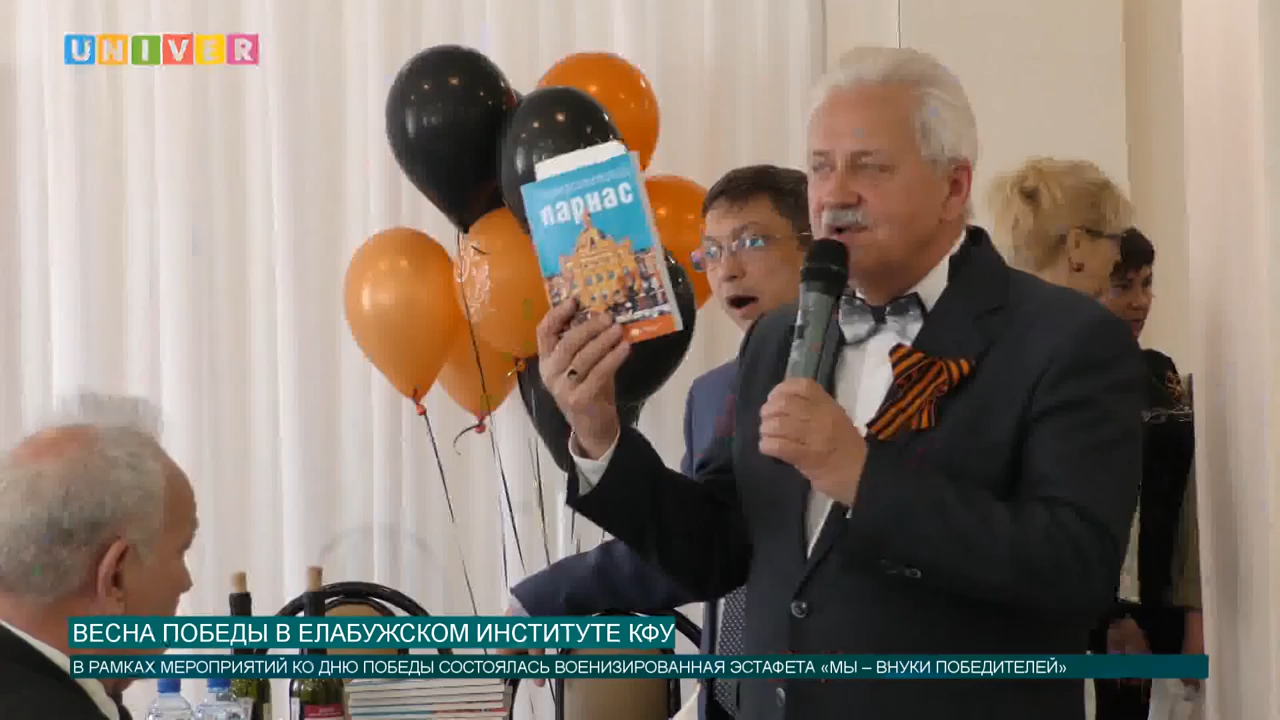 UNIVER
парнас
ВЕСНА ПОБЕДЫ В ЕЛАБУЖСКОМ ИНСТИТУТЕ КФУ
В РАМКАХ МЕРОПРИЯТИЙ КО ДНЮ ПОБЕДЫ СОСТОЯЛАСЬ ВОЕНИЗИРОВАННАЯ ЭСТАФЕТА «МЫ – ВНУКИ ПОБЕДИТЕЛЕЙ»